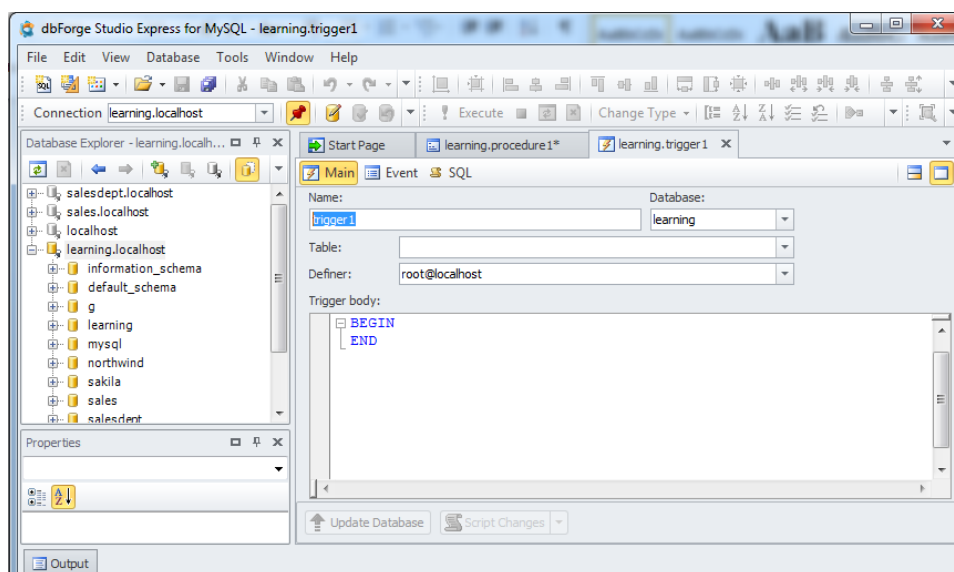 dbForge Studio Express for MySQL - learning.trigger1
File Edit View Database Tools Window Help
SQL
Connection learning.localhost Execute Change Type
Database Explorer - learning.localh...
Start Page learning.procedure1* learning.trigger1
Main Event SQL
salesdept.localhost
sales.localhost
localhost
learning.localhost
information_schema
default_schema
g
learning
mysql
northwind
sakila
sales
salesdept
Name: Database:
trigger1 learning
Table:
Definer: root@localhost
Trigger body:
BEGIN
END
Properties
Update Database Script Changes
Output